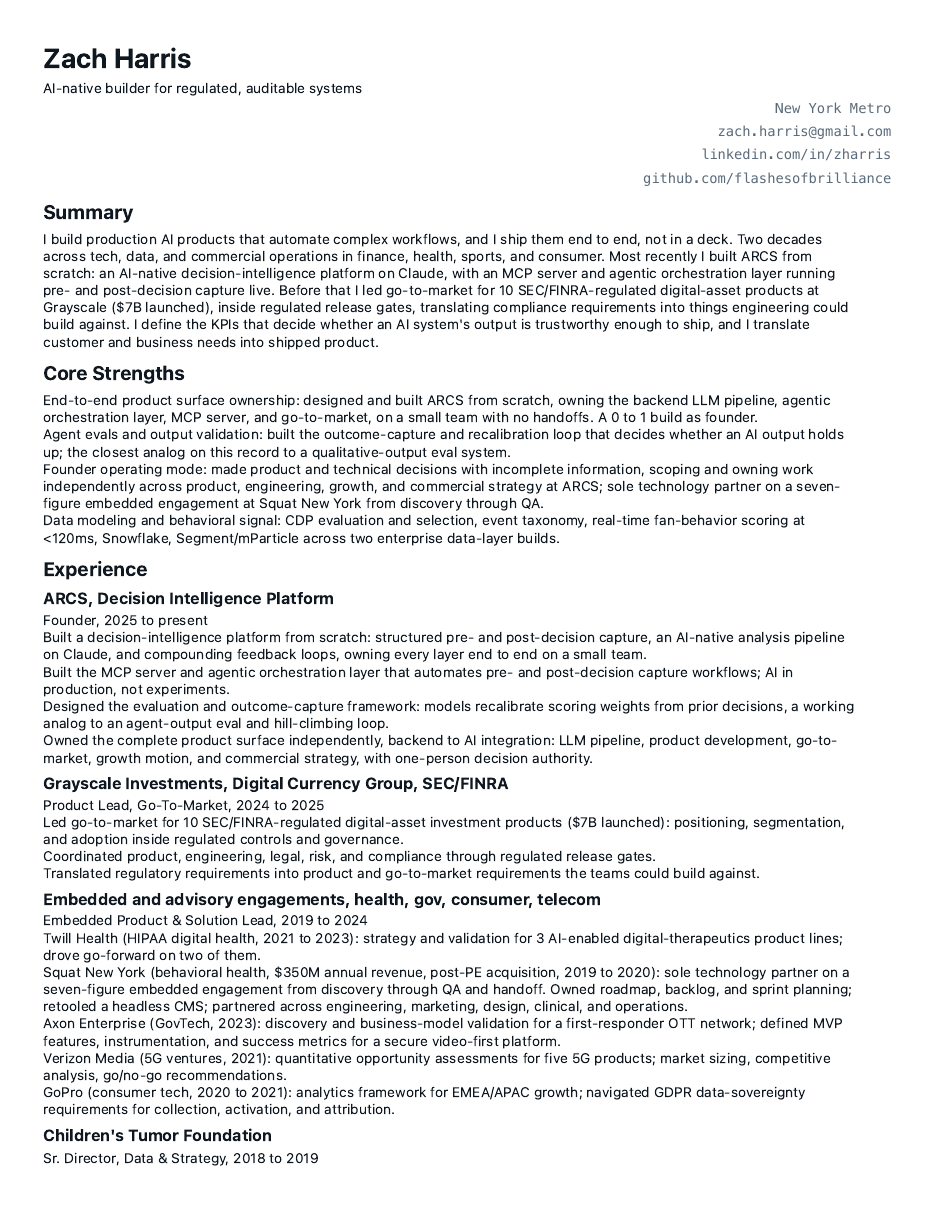 Zach Harris
AI-native builder for regulated, auditable systems
New York Metro
zach.harris@gmail.com
linkedin.com/in/zharris
github.com/flashesofbrilliance
Summary
I build production AI products that automate complex workflows, and I ship them end to end, not in a deck. Two decades
across tech, data, and commercial operations in finance, health, sports, and consumer. Most recently I built ARCS from
scratch: an AI-native decision-intelligence platform on Claude, with an MCP server and agentic orchestration layer running
pre- and post-decision capture live. Before that I led go-to-market for 10 SEC/FINRA-regulated digital-asset products at
Grayscale ($7B launched), inside regulated release gates, translating compliance requirements into things engineering could
build against. I define the KPIs that decide whether an AI system's output is trustworthy enough to ship, and I translate
customer and business needs into shipped product.
Core Strengths
End-to-end product surface ownership: designed and built ARCS from scratch, owning the backend LLM pipeline, agentic
orchestration layer, MCP server, and go-to-market, on a small team with no handoffs. A 0 to 1 build as founder.
Agent evals and output validation: built the outcome-capture and recalibration loop that decides whether an AI output holds
up; the closest analog on this record to a qualitative-output eval system.
Founder operating mode: made product and technical decisions with incomplete information, scoping and owning work
independently across product, engineering, growth, and commercial strategy at ARCS; sole technology partner on a seven-
figure embedded engagement at Squat New York from discovery through QA.
Data modeling and behavioral signal: CDP evaluation and selection, event taxonomy, real-time fan-behavior scoring at
<120ms, Snowflake, Segment/mParticle across two enterprise data-layer builds.
Experience
ARCS, Decision Intelligence Platform
Founder, 2025 to present
Built a decision-intelligence platform from scratch: structured pre- and post-decision capture, an AI-native analysis pipeline
on Claude, and compounding feedback loops, owning every layer end to end on a small team.
Built the MCP server and agentic orchestration layer that automates pre- and post-decision capture workflows; AI in
production, not experiments.
Designed the evaluation and outcome-capture framework: models recalibrate scoring weights from prior decisions, a working
analog to an agent-output eval and hill-climbing loop.
Owned the complete product surface independently, backend to AI integration: LLM pipeline, product development, go-to-
market, growth motion, and commercial strategy, with one-person decision authority.
Grayscale Investments, Digital Currency Group, SEC/FINRA
Product Lead, Go-To-Market, 2024 to 2025
Led go-to-market for 10 SEC/FINRA-regulated digital-asset investment products ($7B launched): positioning, segmentation,
and adoption inside regulated controls and governance.
Coordinated product, engineering, legal, risk, and compliance through regulated release gates.
Translated regulatory requirements into product and go-to-market requirements the teams could build against.
Embedded and advisory engagements, health, gov, consumer, telecom
Embedded Product & Solution Lead, 2019 to 2024
Twill Health (HIPAA digital health, 2021 to 2023): strategy and validation for 3 AI-enabled digital-therapeutics product lines;
drove go-forward on two of them.
Squat New York (behavioral health, $350M annual revenue, post-PE acquisition, 2019 to 2020): sole technology partner on a
seven-figure embedded engagement from discovery through QA and handoff. Owned roadmap, backlog, and sprint planning;
retooled a headless CMS; partnered across engineering, marketing, design, clinical, and operations.
Axon Enterprise (GovTech, 2023): discovery and business-model validation for a first-responder OTT network; defined MVP
features, instrumentation, and success metrics for a secure video-first platform.
Verizon Media (5G ventures, 2021): quantitative opportunity assessments for five 5G products; market sizing, competitive
analysis, go/no-go recommendations.
GoPro (consumer tech, 2020 to 2021): analytics framework for EMEA/APAC growth; navigated GDPR data-sovereignty
requirements for collection, activation, and attribution.
Children's Tumor Foundation
Sr. Director, Data & Strategy, 2018 to 2019